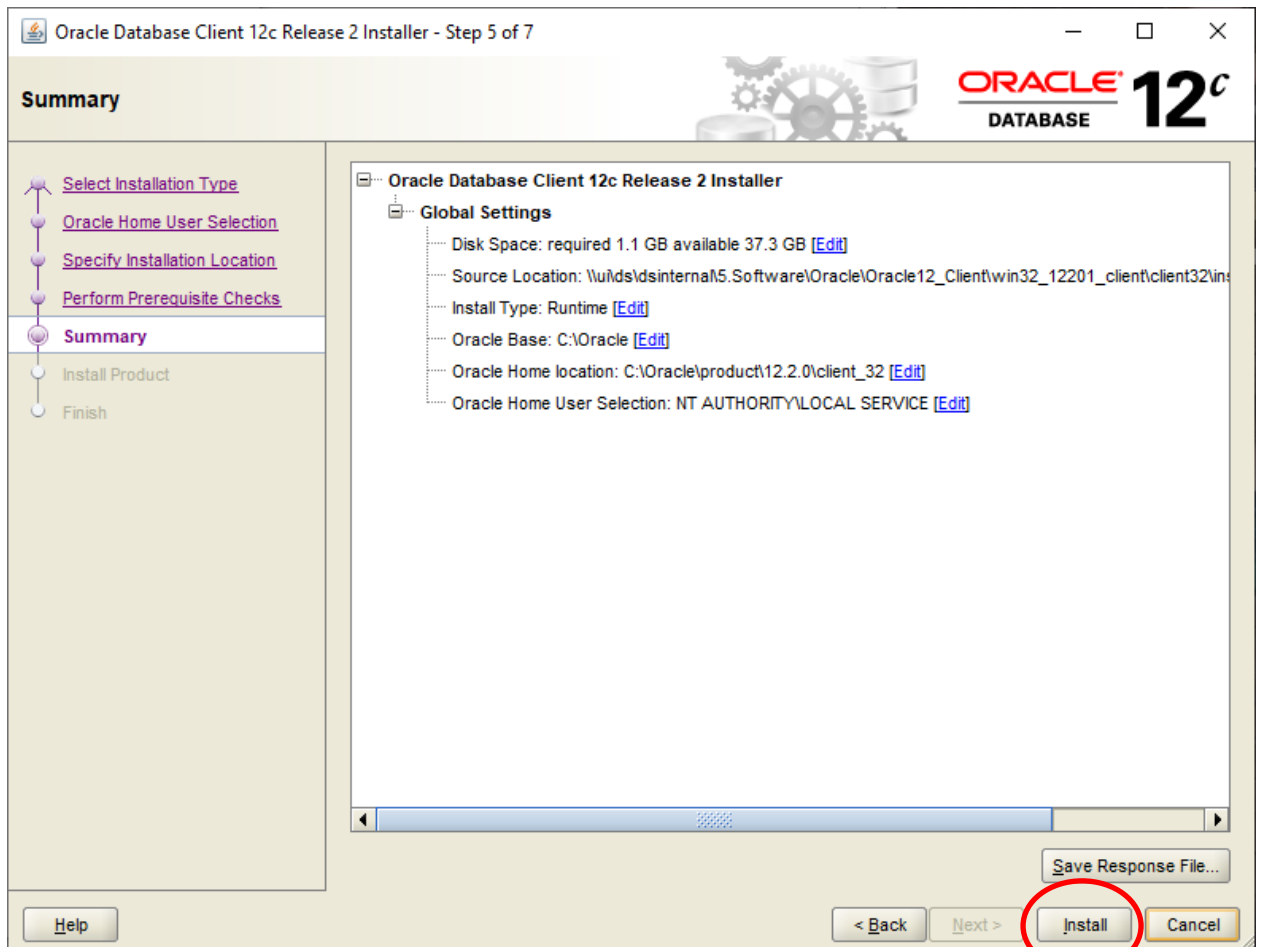 Oracle Database Client 12c Release 2 Installer - Step 5 of 7
Summary
ORACLE
DATABASE
12c
Select Installation Type
Oracle Home User Selection
Specify Installation Location
Perform Prerequisite Checks
Summary
Install Product
Finish
Oracle Database Client 12c Release 2 Installer
Global Settings
Disk Space: required 1.1 GB available 37.3 GB [Edit]
Source Location: \\ui\ds\dsinternal\5.Software\Oracle\Oracle12_Client\win32_12201_client\client32\ins
Install Type: Runtime [Edit]
Oracle Base: C:\Oracle [Edit]
Oracle Home location: C:\Oracle\product\12.2.0\client_32 [Edit]
Oracle Home User Selection: NT AUTHORITY\LOCAL SERVICE [Edit]
Save Response File...
Help
< Back
Next >
Install
Cancel